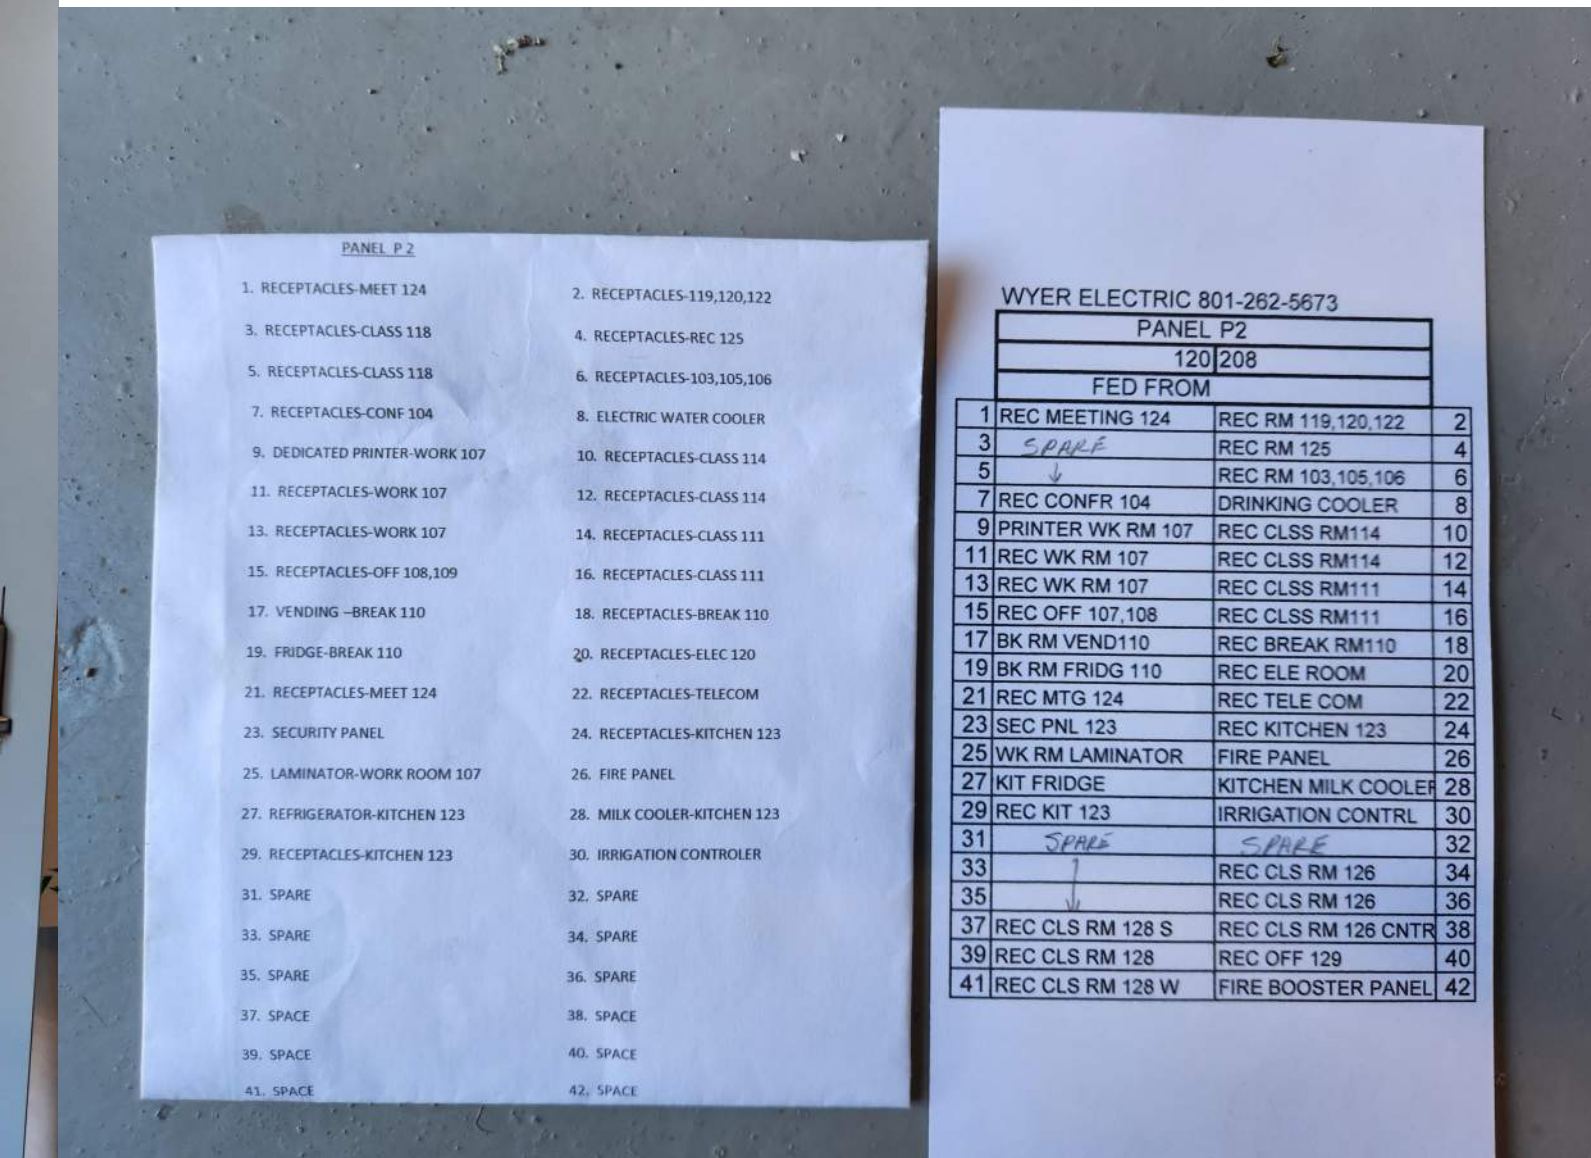 PANEL P 2
1. RECEPTACLES-MEET 124
2. RECEPTACLES-119,120,122
3. RECEPTACLES-CLASS 118
4. RECEPTACLES-REC 125
5. RECEPTACLES-CLASS 118
6. RECEPTACLES-103,105,106
7. RECEPTACLES-CONF 104
8. ELECTRIC WATER COOLER
9. DEDICATED PRINTER-WORK 107
10. RECEPTACLES-CLASS 114
11. RECEPTACLES-WORK 107
12. RECEPTACLES-CLASS 114
13. RECEPTACLES-WORK 107
14. RECEPTACLES-CLASS 111
15. RECEPTACLES-OFF 108,109
16. RECEPTACLES-CLASS 111
17. VENDING –BREAK 110
18. RECEPTACLES-BREAK 110
19. FRIDGE-BREAK 110
20. RECEPTACLES-ELEC 120
21. RECEPTACLES-MEET 124
22. RECEPTACLES-TELECOM
23. SECURITY PANEL
24. RECEPTACLES-KITCHEN 123
25. LAMINATOR-WORK ROOM 107
26. FIRE PANEL
27. REFRIGERATOR-KITCHEN 123
28. MILK COOLER-KITCHEN 123
29. RECEPTACLES-KITCHEN 123
30. IRRIGATION CONTROLER
31. SPARE
32. SPARE
33. SPARE
34. SPARE
35. SPARE
36. SPARE
37. SPACE
38. SPACE
39. SPACE
40. SPACE
41. SPACE
42. SPACE
WYER ELECTRIC 801-262-5673
PANEL P2
120 208
FED FROM
1 REC MEETING 124 REC RM 119,120,122 2
3 SPARE REC RM 125 4
5 ↓ REC RM 103,105,106 6
7 REC CONFR 104 DRINKING COOLER 8
9 PRINTER WK RM 107 REC CLSS RM114 10
11 REC WK RM 107 REC CLSS RM114 12
13 REC WK RM 107 REC CLSS RM111 14
15 REC OFF 107,108 REC CLSS RM111 16
17 BK RM VEND110 REC BREAK RM110 18
19 BK RM FRIDG 110 REC ELE ROOM 20
21 REC MTG 124 REC TELE COM 22
23 SEC PNL 123 REC KITCHEN 123 24
25 WK RM LAMINATOR FIRE PANEL 26
27 KIT FRIDGE KITCHEN MILK COOLER 28
29 REC KIT 123 IRRIGATION CONTRL 30
31 SPARE SPARE 32
33 REC CLS RM 126 34
35 ↓ REC CLS RM 126 36
37 REC CLS RM 128 S REC CLS RM 126 CNTR 38
39 REC CLS RM 128 REC OFF 129 40
41 REC CLS RM 128 W FIRE BOOSTER PANEL 42